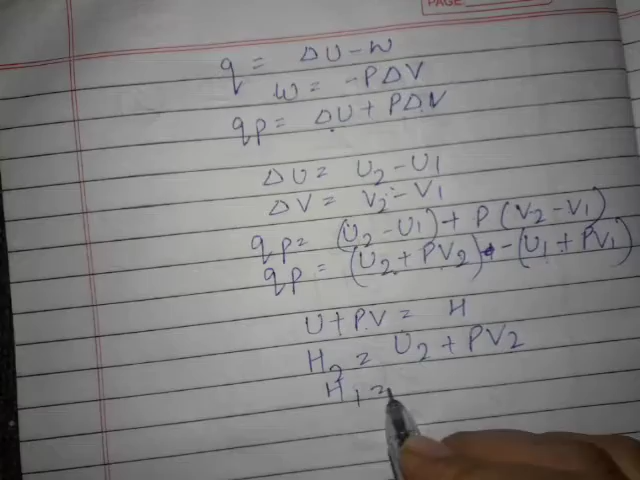 PAGE
q = ΔU - W
W = -PΔV
qp = ΔU + PΔV
ΔU = U2 - U1
ΔV = V2 - V1
qp = (U2 - U1) + P (V2 - V1)
qp = (U2 + PV2) - (U1 + PV1)
U + PV = H
H2 = U2 + PV2
H1 =